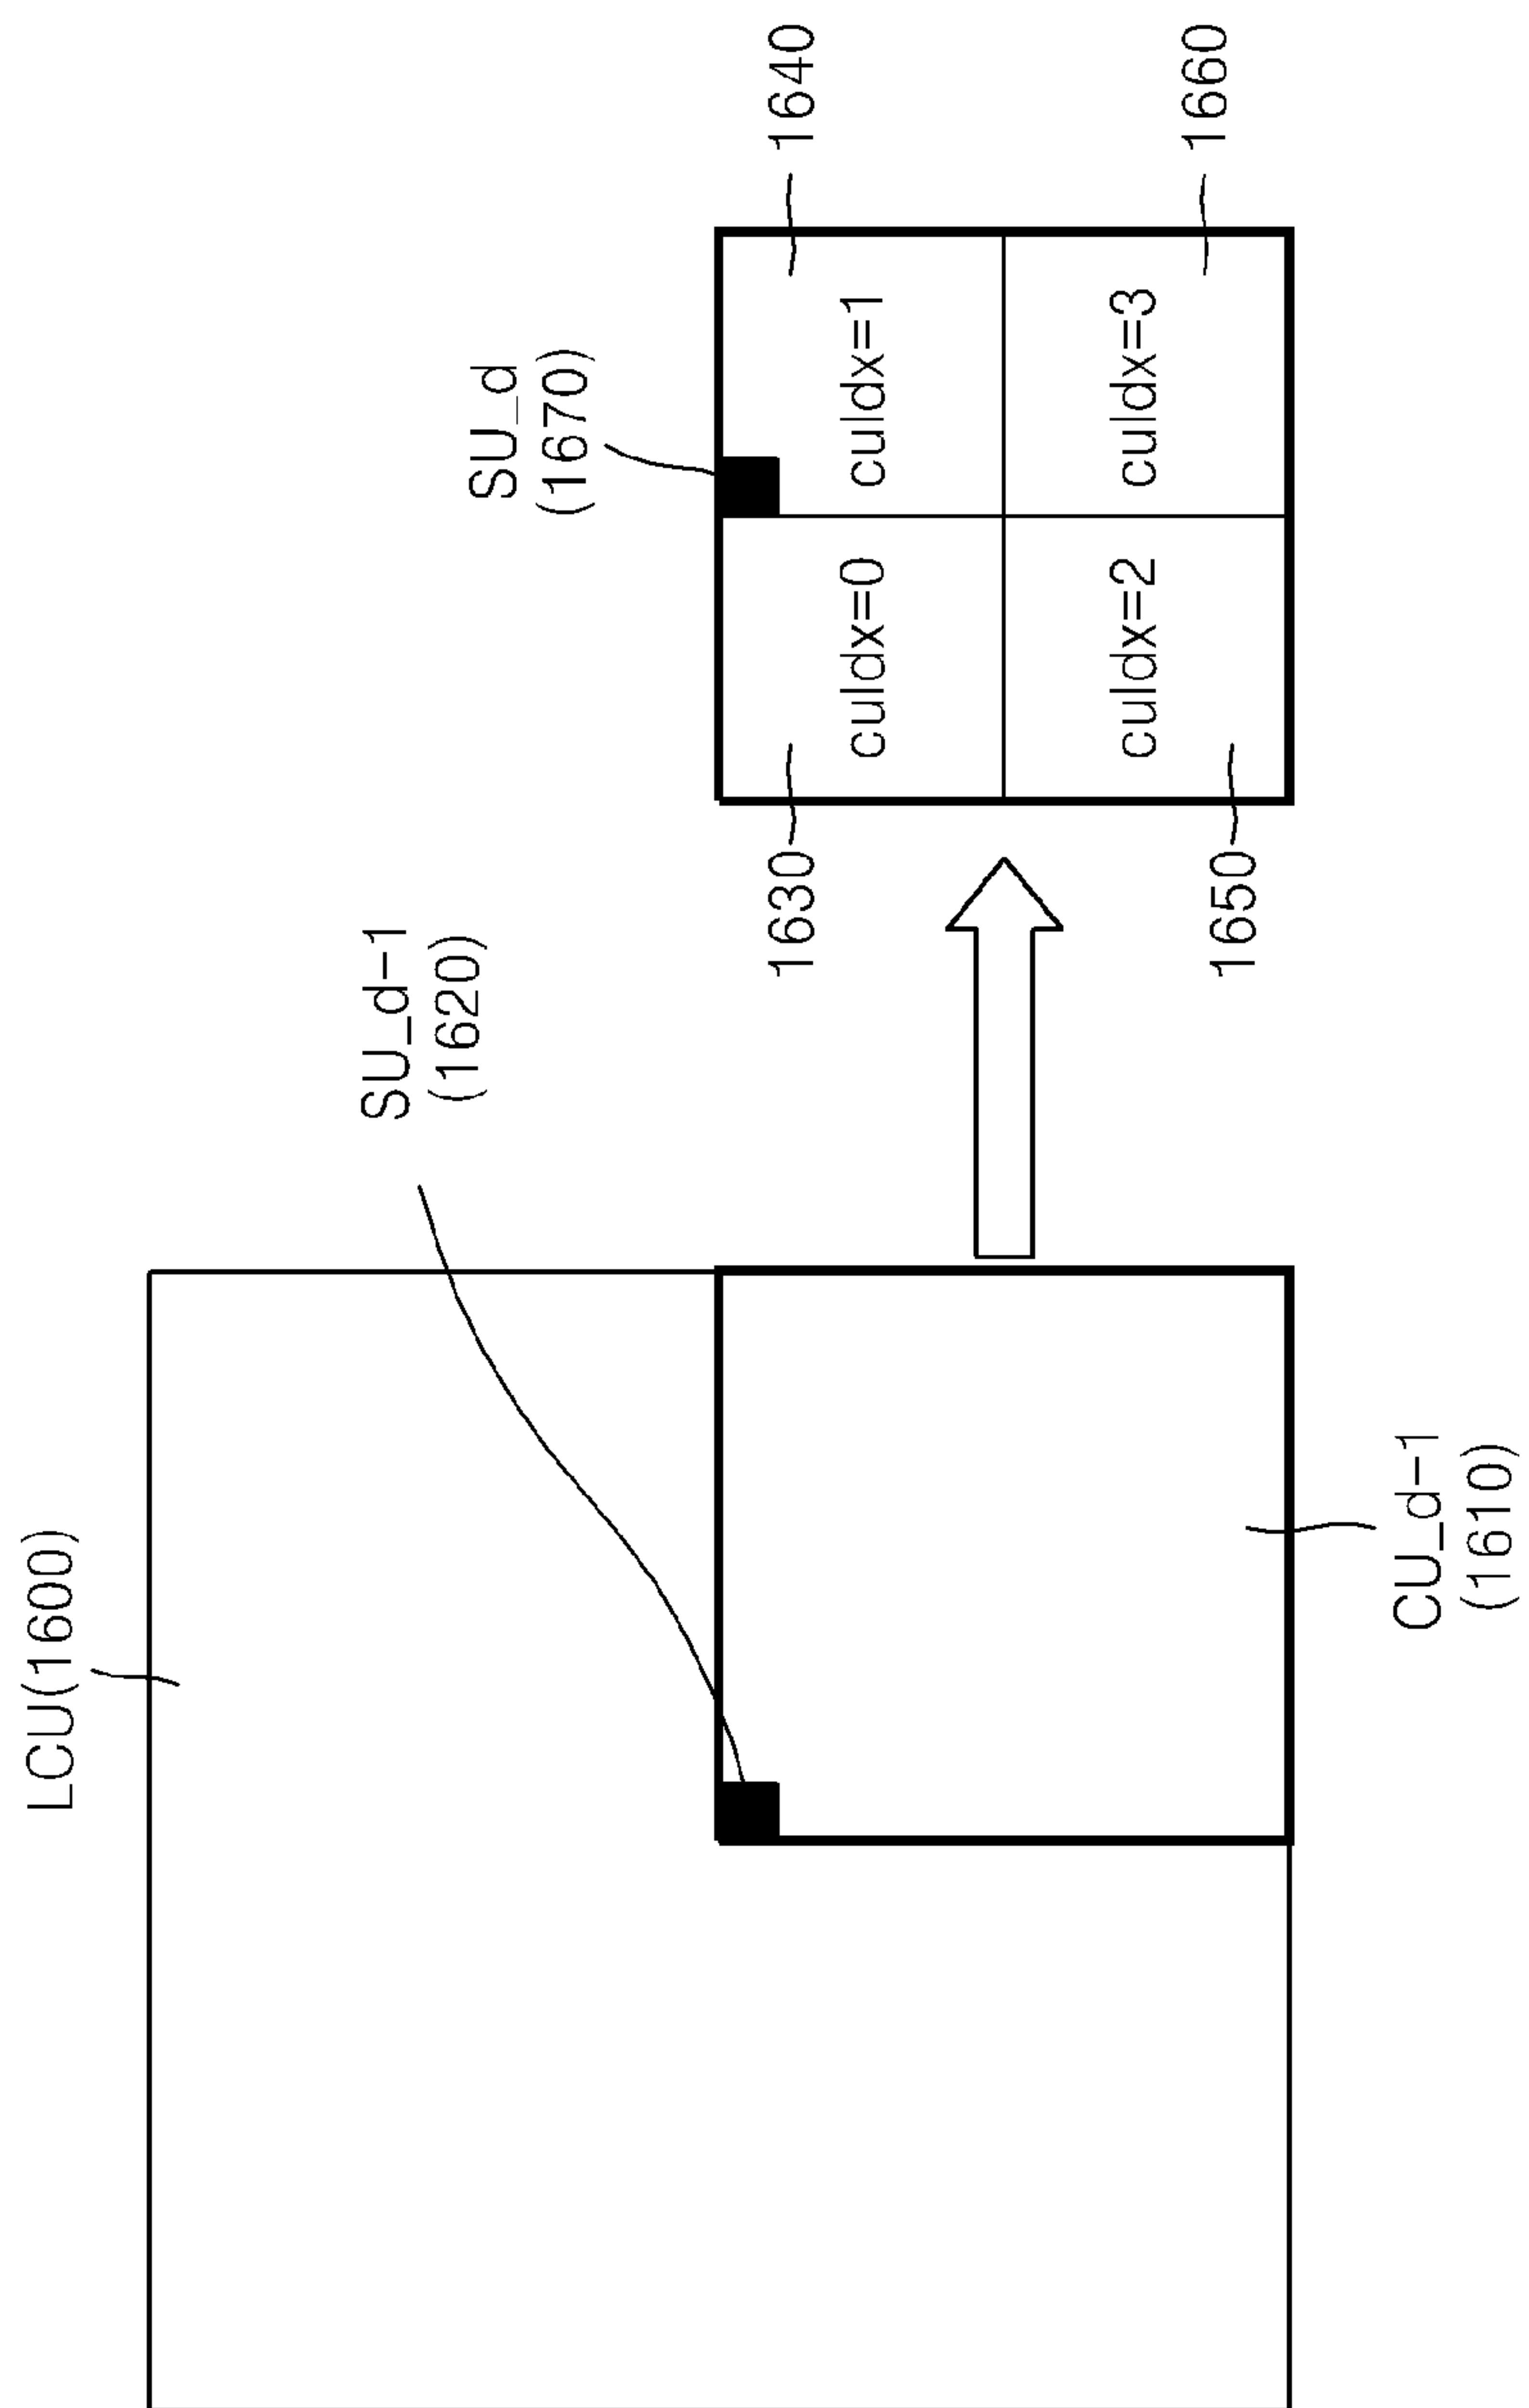 LCU(1600)
SU_d-1
(1620)
SU_d
(1670)
1630
1640
cuIdx=0
cuIdx=1
cuIdx=2
cuIdx=3
1650
1660
CU_d-1
(1610)